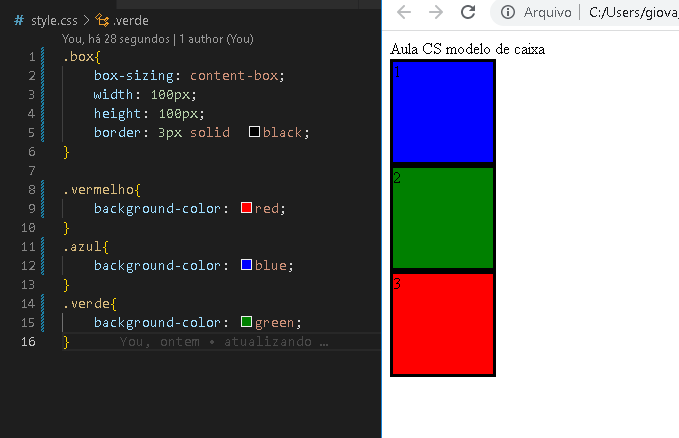 # style.css > .verde
You, há 28 segundos | 1 author (You)
1 .box{
2 box-sizing: content-box;
3 width: 100px;
4 height: 100px;
5 border: 3px solid black;
6 }
7
8 .vermelho{
9 background-color: red;
10 }
11 .azul{
12 background-color: blue;
13 }
14 .verde{
15 background-color: green;
16 } You, ontem • atualizando …
Arquivo | C:/Users/giova
Aula CS modelo de caixa
1
2
3